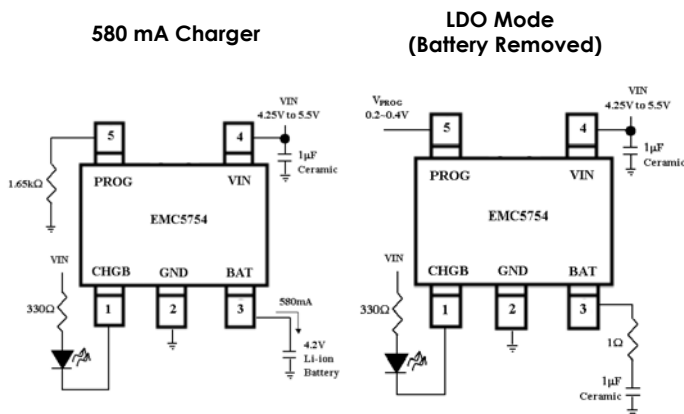 580 mA Charger
VIN
4.25V to 5.5V
5
4
1µF
Ceramic
1.65kΩ
PROG
VIN
EMC5754
VIN
CHGB
GND
BAT
330Ω
1
2
3
580mA
4.2V
Li-ion
Battery
LDO Mode
(Battery Removed)
VPROG
0.2~0.4V
VIN
4.25V to 5.5V
5
4
1µF
Ceramic
PROG
VIN
EMC5754
VIN
CHGB
GND
BAT
330Ω
1
2
3
1Ω
1µF
Ceramic